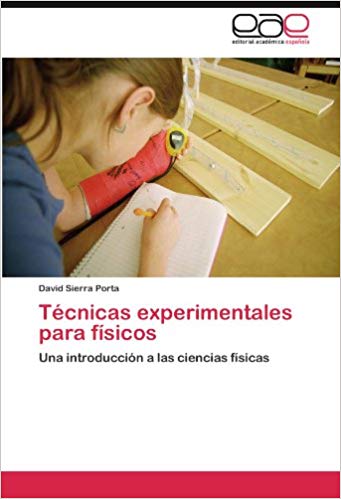 eae
editorial académica española
David Sierra Porta
Técnicas experimentales
para físicos
Una introducción a las ciencias físicas